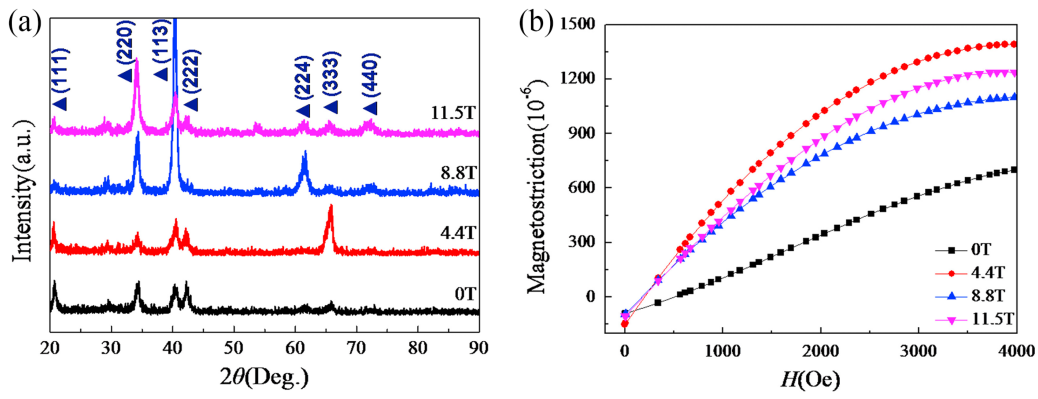 (a)
(111)
(220)
(113)
(222)
(224)
(333)
(440)
11.5T
8.8T
4.4T
0T
Intensity(a.u.)
20 30 40 50 60 70 80 90
2θ(Deg.)
(b)
1500
1200
900
600
300
0
Magnetostriction(10-6)
0T
4.4T
8.8T
11.5T
0 1000 2000 3000 4000
H(Oe)